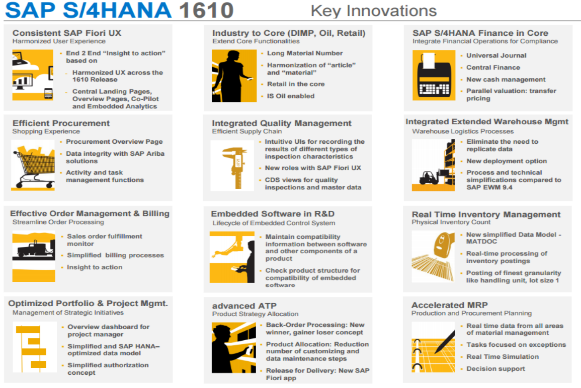 SAP S/4HANA 1610
Key Innovations
Consistent SAP Fiori UX
Harmonized User Experience
End 2 End "Insight to action"
based on
Harmonized UX across the
1610 Release
Central Landing Pages,
Overview Pages, Co-Pilot
and Embedded Analytics
Industry to Core (DIMP, Oil, Retail)
Extend Core Functionalities
Long Material Number
Harmonization of "article"
and "material"
Retail in the core
IS Oil enabled
SAP S/4HANA Finance in Core
Integrate Financial Operations for Compliance
Universal Journal
Central Finance
New cash management
Parallel valuation: transfer
pricing
Efficient Procurement
Shopping Experience
Procurement Overview Page
Data integrity with SAP Ariba
solutions
Activity and task
management functions
Integrated Quality Management
Efficient Supply Chain
Intuitive UIs for recording the
results of different types of
inspection characteristics
New roles with SAP Fiori UX
CDS views for quality
inspections and master data
Integrated Extended Warehouse Mgmt
Warehouse Logistics Processes
Eliminate the need to
replicate data
New deployment option
Process and technical
simplifications compared to
SAP EWM 9.4
Effective Order Management & Billing
Streamline Order Processing
Sales order fulfillment
monitor
Simplified billing processes
Insight to action
Embedded Software in R&D
Lifecycle of Embedded Control System
Maintain compatibility
information between software
and other components of a
product
Check product structure for
compatibility of embedded
software
Real Time Inventory Management
Physical Inventory Count
New simplified Data Model -
MATDOC
Real-time processing of
inventory postings
Posting of finest granularity
like handling unit, lot size 1
Optimized Portfolio & Project Mgmt.
Management of Strategic Initiatives
Overview dashboard for
project manager
Simplified and SAP HANA–
optimized data model
Simplified authorization
concept
advanced ATP
Product Strategy Allocation
Back-Order Processing: New
winner, gainer loser concept
Product Allocation: Reduction
number of customizing and
data maintenance steps
Release for Delivery: New SAP
Fiori app
Accelerated MRP
Production and Procurement Planning
Real time data from all areas
of material management
Tasks focused on exceptions
Real Time Simulation
Decision support